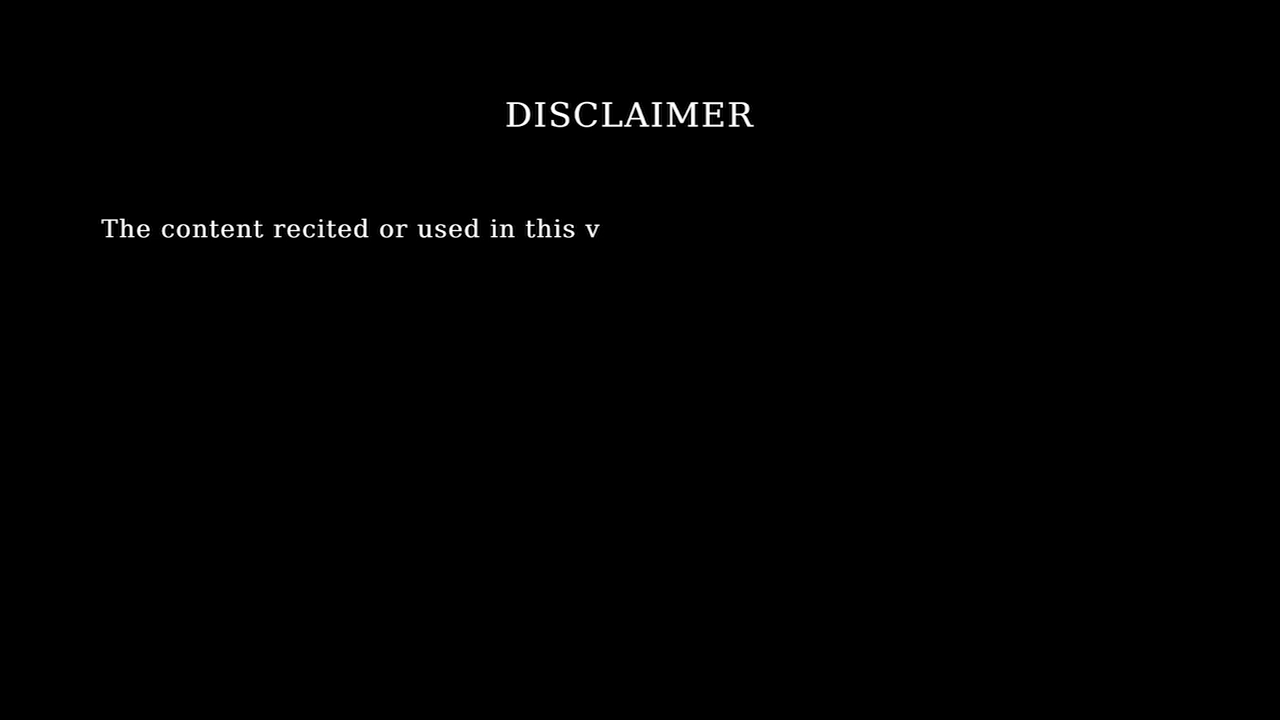 DISCLAIMER
The content recited or used in this v